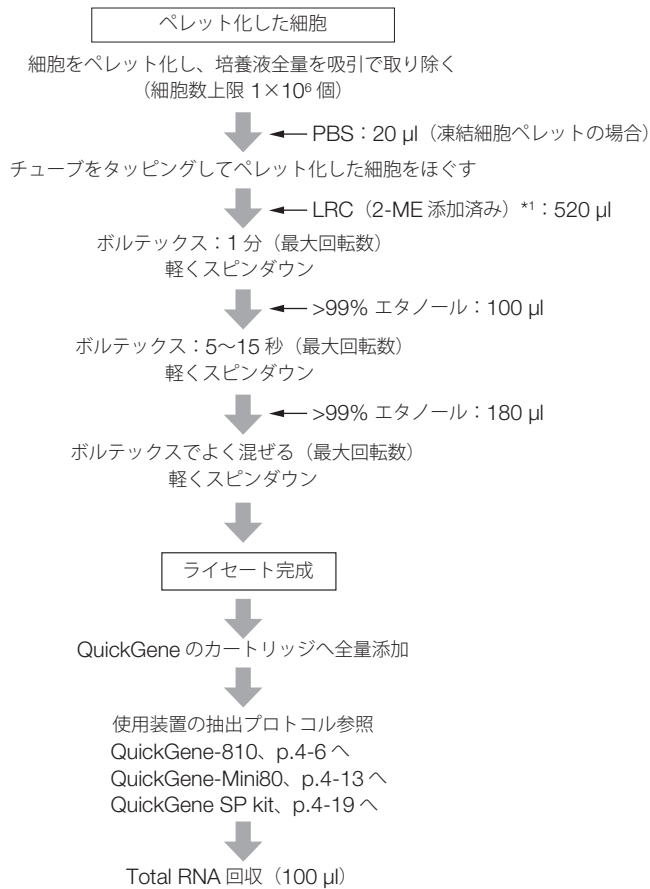 ペレット化した細胞
細胞をペレット化し、培養液全量を吸引で取り除く
（細胞数上限 1×10⁶ 個）
PBS：20 µl（凍結細胞ペレットの場合）
チューブをタッピングしてペレット化した細胞をほぐす
LRC（2-ME 添加済み）*1：520 µl
ボルテックス：1 分（最大回転数）
軽くスピンダウン
>99% エタノール：100 µl
ボルテックス：5〜15 秒（最大回転数）
軽くスピンダウン
>99% エタノール：180 µl
ボルテックスでよく混ぜる（最大回転数）
軽くスピンダウン
ライセート完成
QuickGene のカートリッジへ全量添加
使用装置の抽出プロトコル参照
QuickGene-810、p.4-6 へ
QuickGene-Mini80、p.4-13 へ
QuickGene SP kit、p.4-19 へ
Total RNA 回収（100 µl）